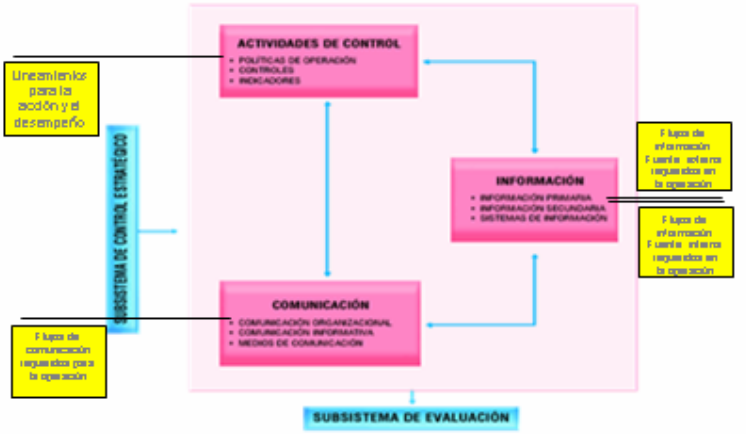 ACTIVIDADES DE CONTROL
• POLÍTICAS DE OPERACIÓN
• CONTROLES
• INDICADORES
Lineamientos
para la
acción y el
desempeño
SUBSISTEMA DE CONTROL ESTRATÉGICO
INFORMACIÓN
• INFORMACIÓN PRIMARIA
• INFORMACIÓN SECUNDARIA
• SISTEMAS DE INFORMACIÓN
Flujos de
información
Fuente externa
requeridos en
la operación
Flujos de
información
Fuente interna
requeridos en
la operación
COMUNICACIÓN
• COMUNICACIÓN ORGANIZACIONAL
• COMUNICACIÓN INFORMATIVA
• MEDIOS DE COMUNICACIÓN
Flujos de
comunicación
requeridos para
la operación
SUBSISTEMA DE EVALUACIÓN